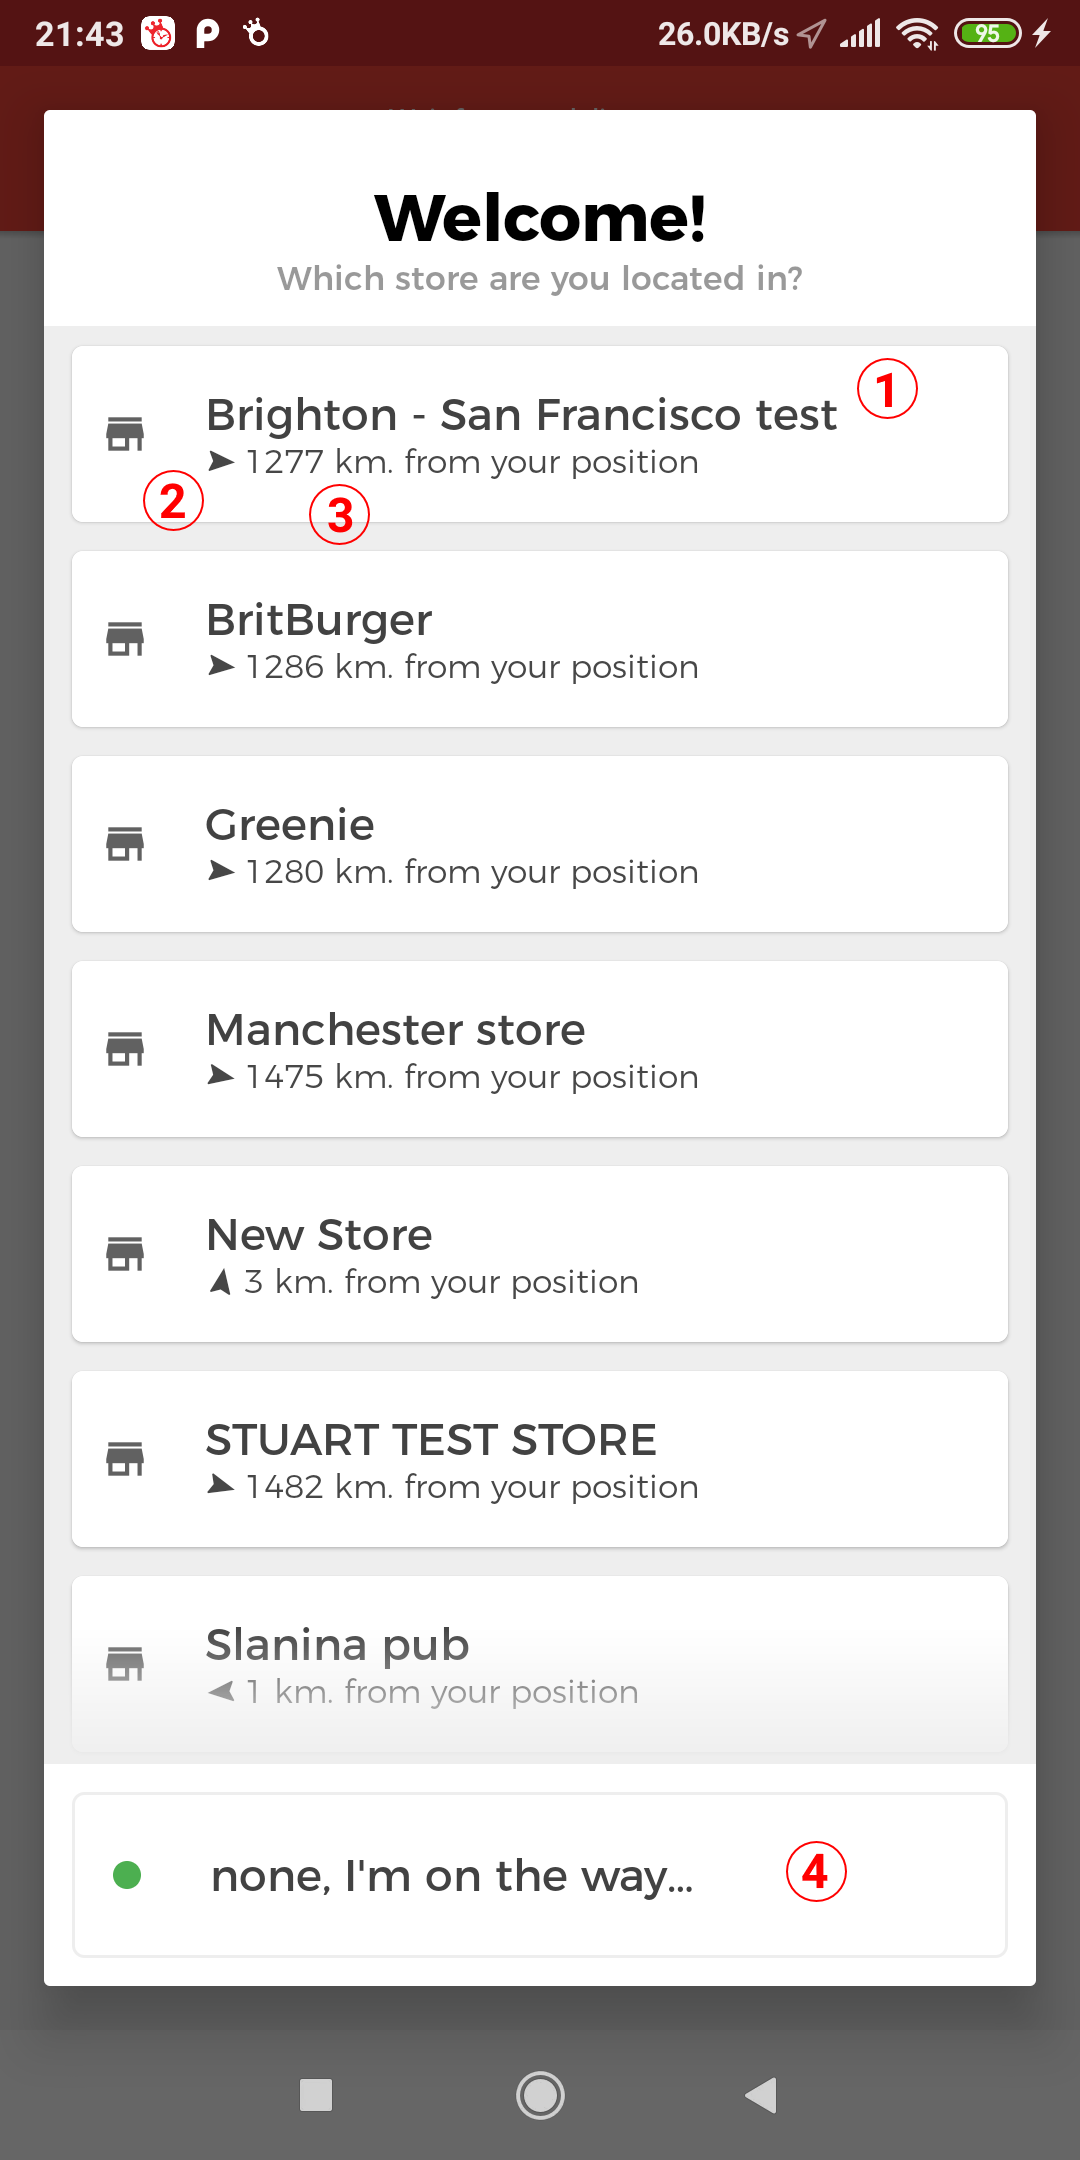 21:43 26.0KB/s 95
Welcome!
Which store are you located in?
1
Brighton - San Francisco test
1277 km. from your position
2
3
BritBurger
1286 km. from your position
Greenie
1280 km. from your position
Manchester store
1475 km. from your position
New Store
3 km. from your position
STUART TEST STORE
1482 km. from your position
Slanina pub
1 km. from your position
none, I'm on the way...
4